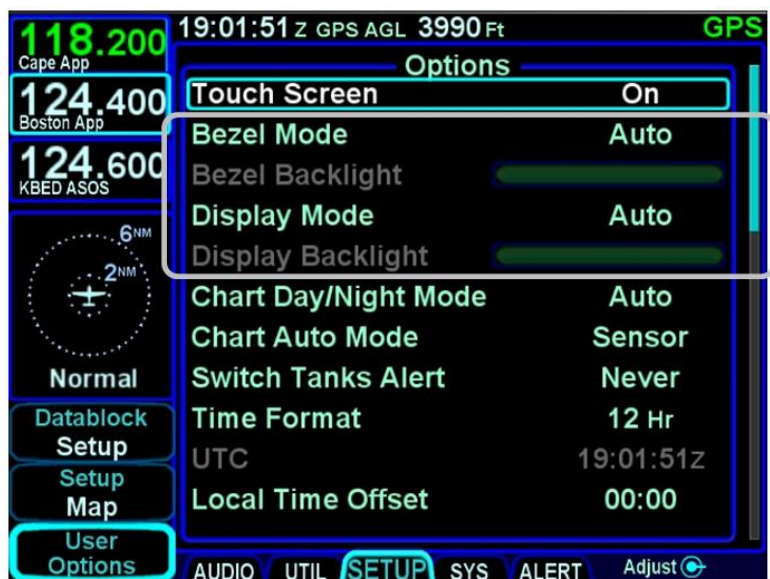 118.200
Cape App
124.400
Boston App
124.600
KBED ASOS
6NM
2NM
Normal
Datablock
Setup
Setup
Map
User
Options
19:01:51 Z GPS AGL 3990 Ft GPS
Options
Touch Screen On
Bezel Mode Auto
Bezel Backlight
Display Mode Auto
Display Backlight
Chart Day/Night Mode Auto
Chart Auto Mode Sensor
Switch Tanks Alert Never
Time Format 12 Hr
UTC 19:01:51Z
Local Time Offset 00:00
AUDIO UTIL SETUP SYS ALERT Adjust